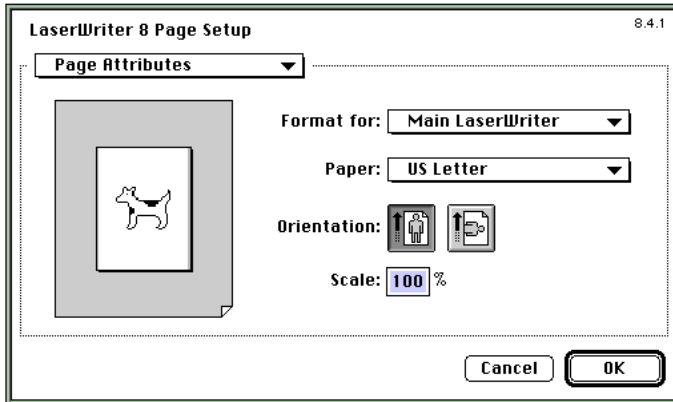 LaserWriter 8 Page Setup
8.4.1
Page Attributes
Format for: Main LaserWriter
Paper: US Letter
Orientation:
Scale: 100 %
Cancel OK